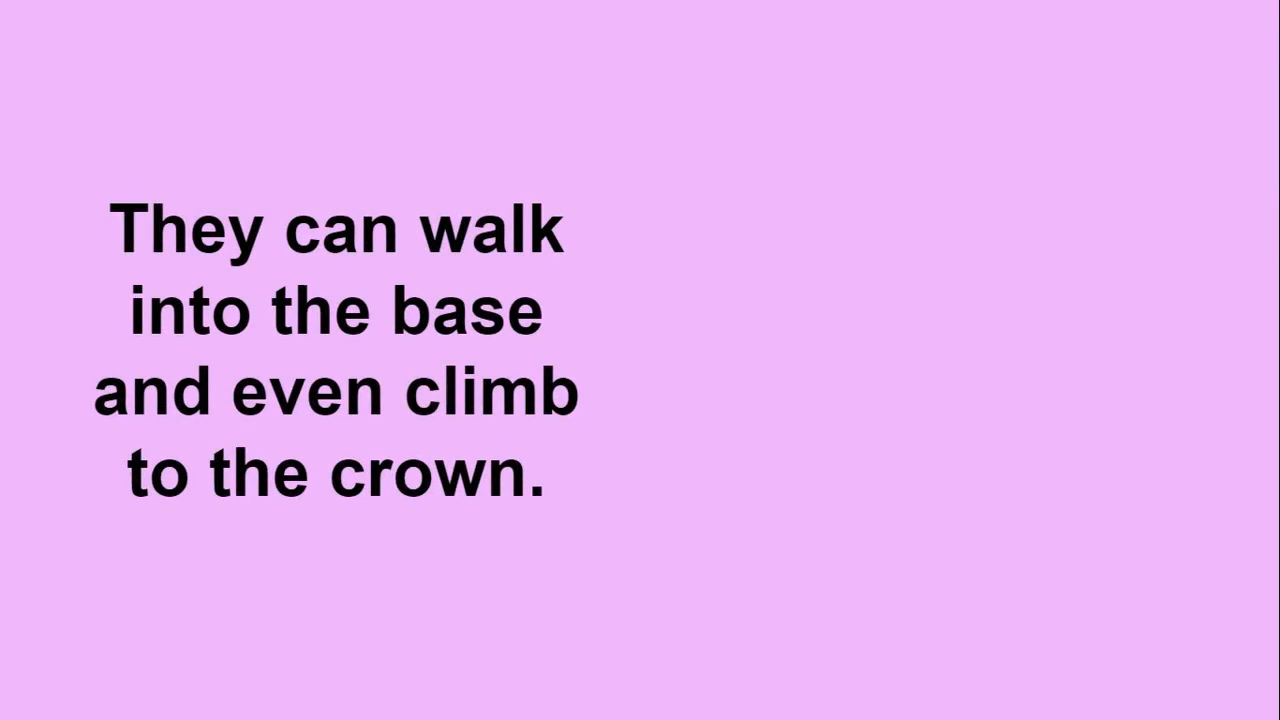 They can walk
into the base
and even climb
to the crown.